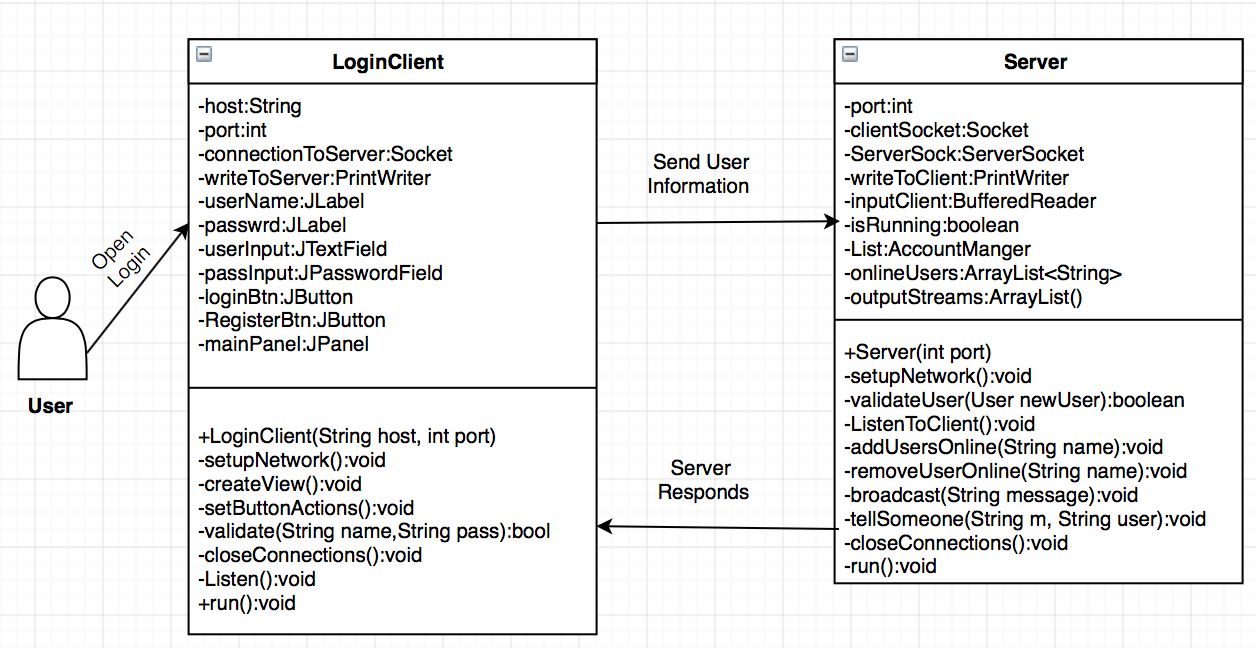 LoginClient
-host:String
-port:int
-connectionToServer:Socket
-writeToServer:PrintWriter
-userName:JLabel
-passwrd:JLabel
-userInput:JTextField
-passInput:JPasswordField
-loginBtn:JButton
-RegisterBtn:JButton
-mainPanel:JPanel
+LoginClient(String host, int port)
-setupNetwork():void
-createView():void
-setButtonActions():void
-validate(String name,String pass):bool
-closeConnections():void
-Listen():void
+run():void
Open
Login
User
Send User
Information
Server
Responds
Server
-port:int
-clientSocket:Socket
-ServerSock:ServerSocket
-writeToClient:PrintWriter
-inputClient:BufferedReader
-isRunning:boolean
-List:AccountManger
-onlineUsers:ArrayList<String>
-outputStreams:ArrayList()
+Server(int port)
-setupNetwork():void
-validateUser(User newUser):boolean
-ListenToClient():void
-addUsersOnline(String name):void
-removeUserOnline(String name):void
-broadcast(String message):void
-tellSomeone(String m, String user):void
-closeConnections():void
-run():void